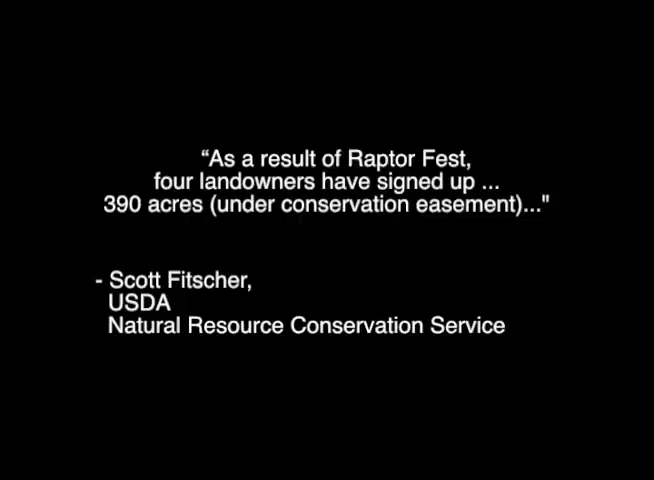 “As a result of Raptor Fest,
four landowners have signed up ...
390 acres (under conservation easement)..."
- Scott Fitscher,
USDA
Natural Resource Conservation Service